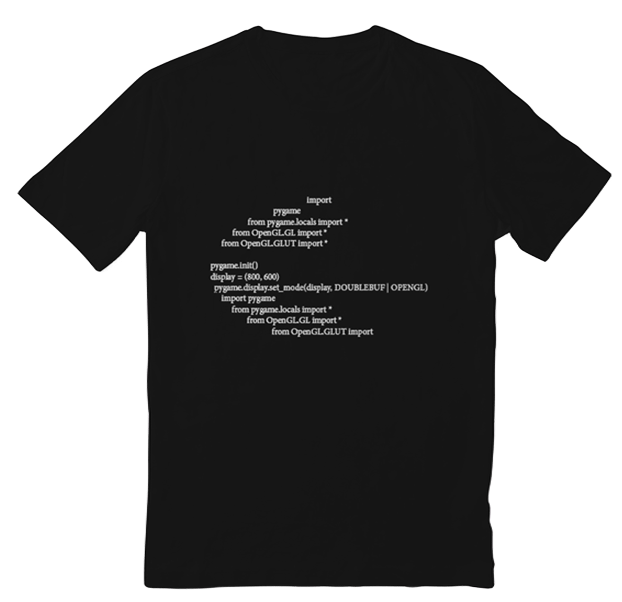 import
pygame
from pygame.locals import *
from OpenGL.GL import *
from OpenGL.GLUT import *
pygame.init()
display = (800, 600)
pygame.display.set_mode(display, DOUBLEBUF | OPENGL)
import pygame
from pygame.locals import *
from OpenGL.GL import *
from OpenGL.GLUT import